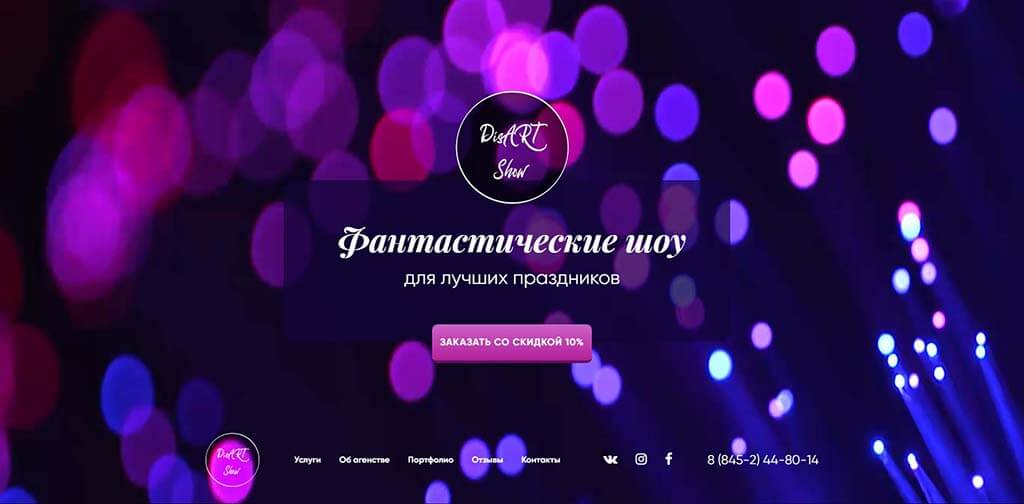 DisART
Show
Фантастические шоу
для лучших праздников
ЗАКАЗАТЬ СО СКИДКОЙ 10%
DisART
Show
Услуги Об агенстве Портфолио Отзывы Контакты 8 (845-2) 44-80-14